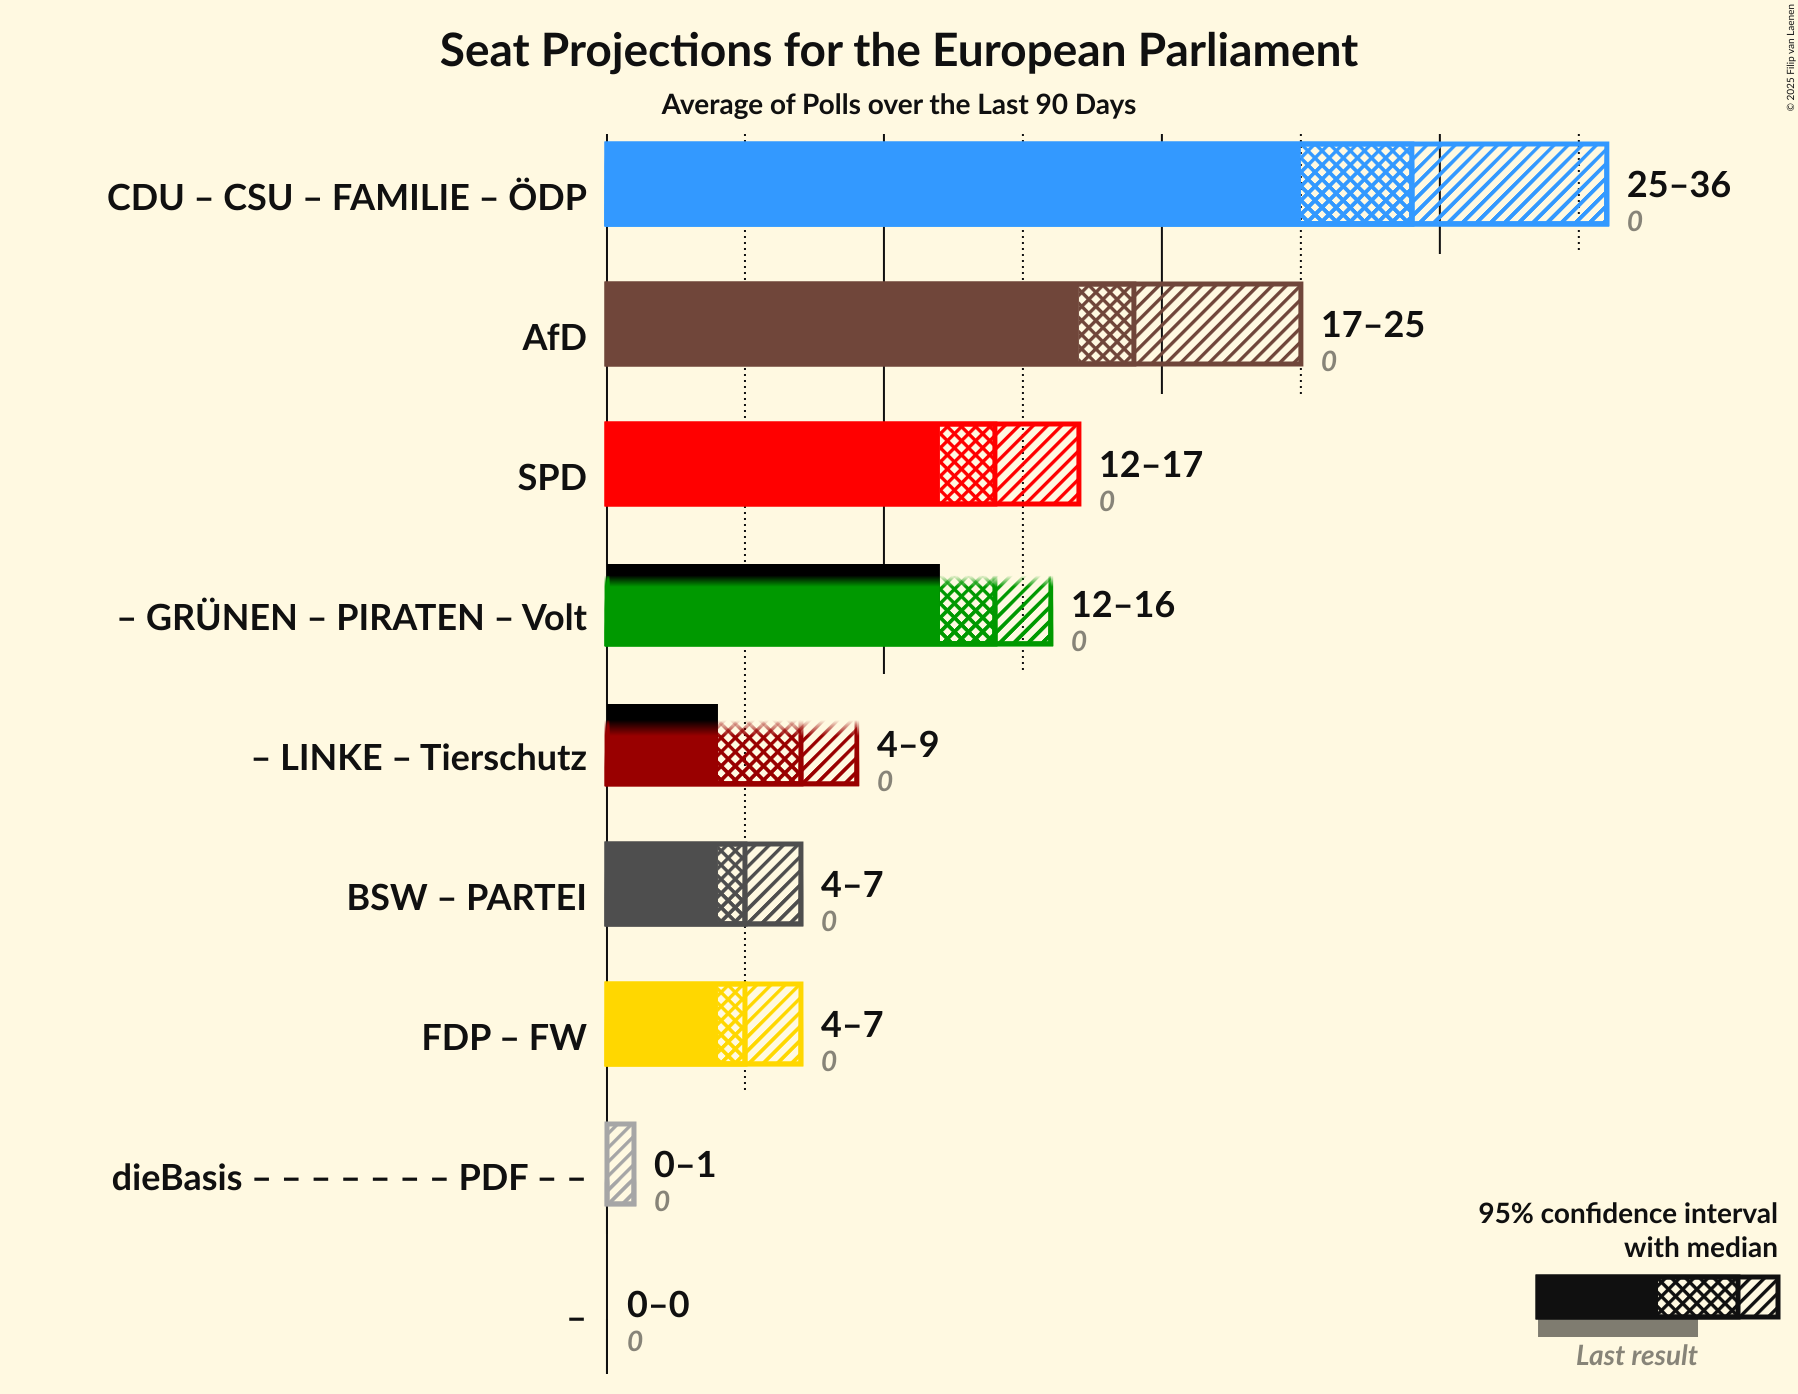 Seat Projections for the European Parliament
Average of Polls over the Last 90 Days
© 2025 Filip van Laenen
CDU – CSU – FAMILIE – ÖDP
25–36
0
AfD
17–25
0
SPD
12–17
0
– GRÜNEN – PIRATEN – Volt
12–16
0
– LINKE – Tierschutz
4–9
0
BSW – PARTEI
4–7
0
FDP – FW
4–7
0
dieBasis – – – – – – – PDF – –
0–1
0
–
0–0
0
95% confidence interval
with median
Last result